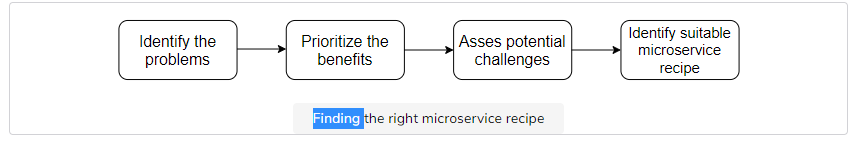 Identify the
problems
Prioritize the
benefits
Asses potential
challenges
Identify suitable
microservice
recipe
Finding the right microservice recipe